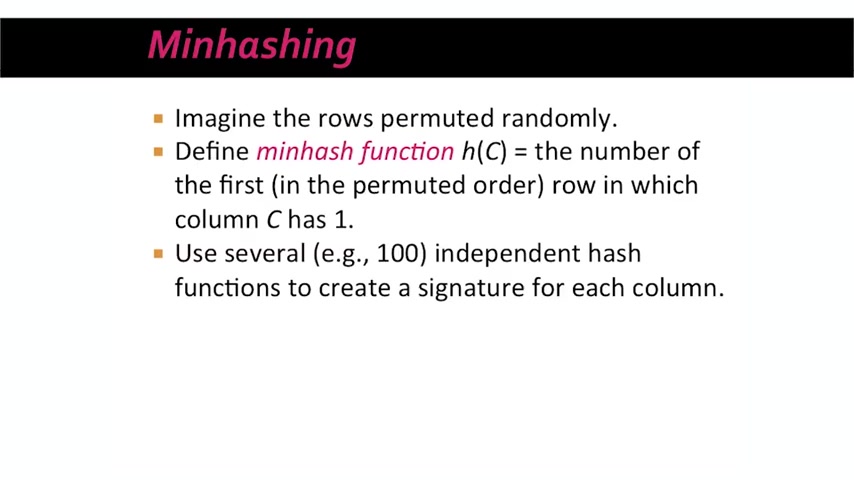 Minhashing
Imagine the rows permuted randomly.
Define minhash function h(C) = the number of
the first (in the permuted order) row in which
column C has 1.
Use several (e.g., 100) independent hash
functions to create a signature for each column.